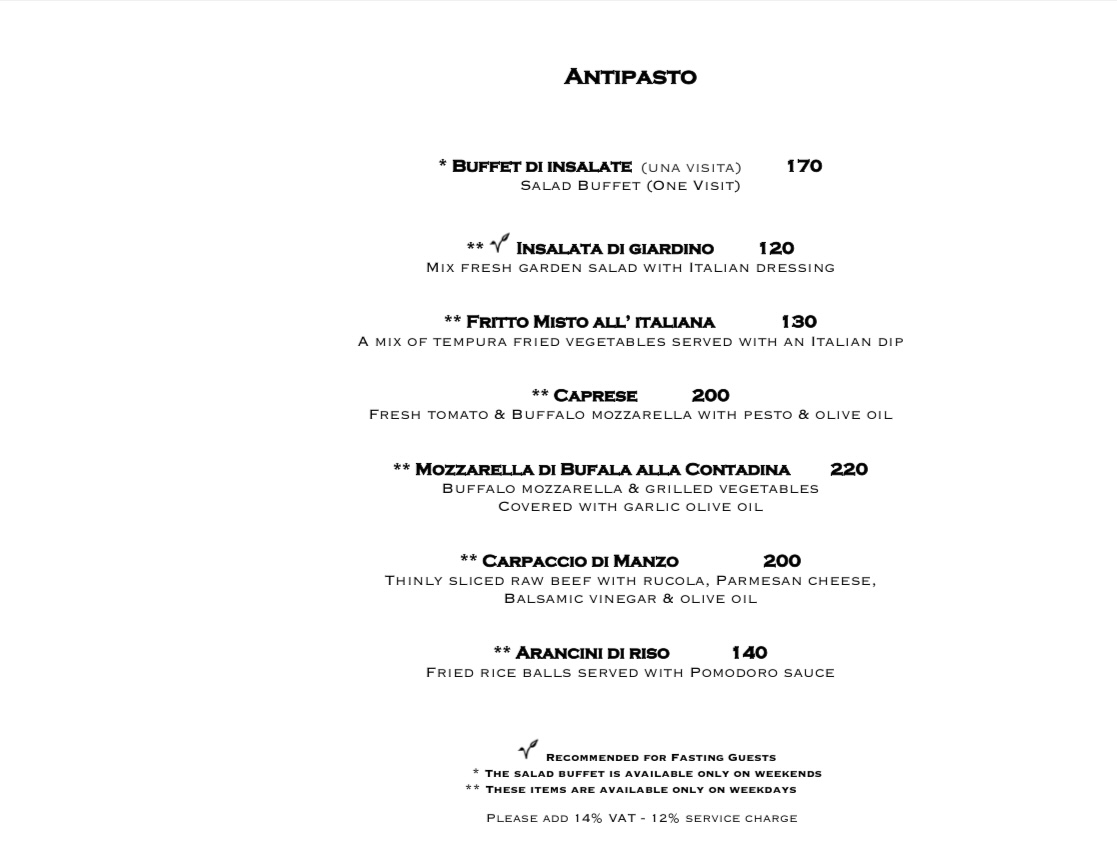 Antipasto
* Buffet di insalate (una visita) 170
Salad Buffet (One Visit)
** Insalata di giardino 120
Mix fresh garden salad with Italian dressing
** Fritto Misto all' italiana 130
A mix of tempura fried vegetables served with an Italian dip
** Caprese 200
Fresh tomato & Buffalo mozzarella with pesto & olive oil
** Mozzarella di Bufala alla Contadina 220
Buffalo mozzarella & grilled vegetables
Covered with garlic olive oil
** Carpaccio di Manzo 200
Thinly sliced raw beef with rucola, Parmesan cheese,
Balsamic vinegar & olive oil
** Arancini di riso 140
Fried rice balls served with Pomodoro sauce
Recommended for Fasting Guests
* The salad buffet is available only on weekends
** These items are available only on weekdays
Please add 14% VAT - 12% service charge